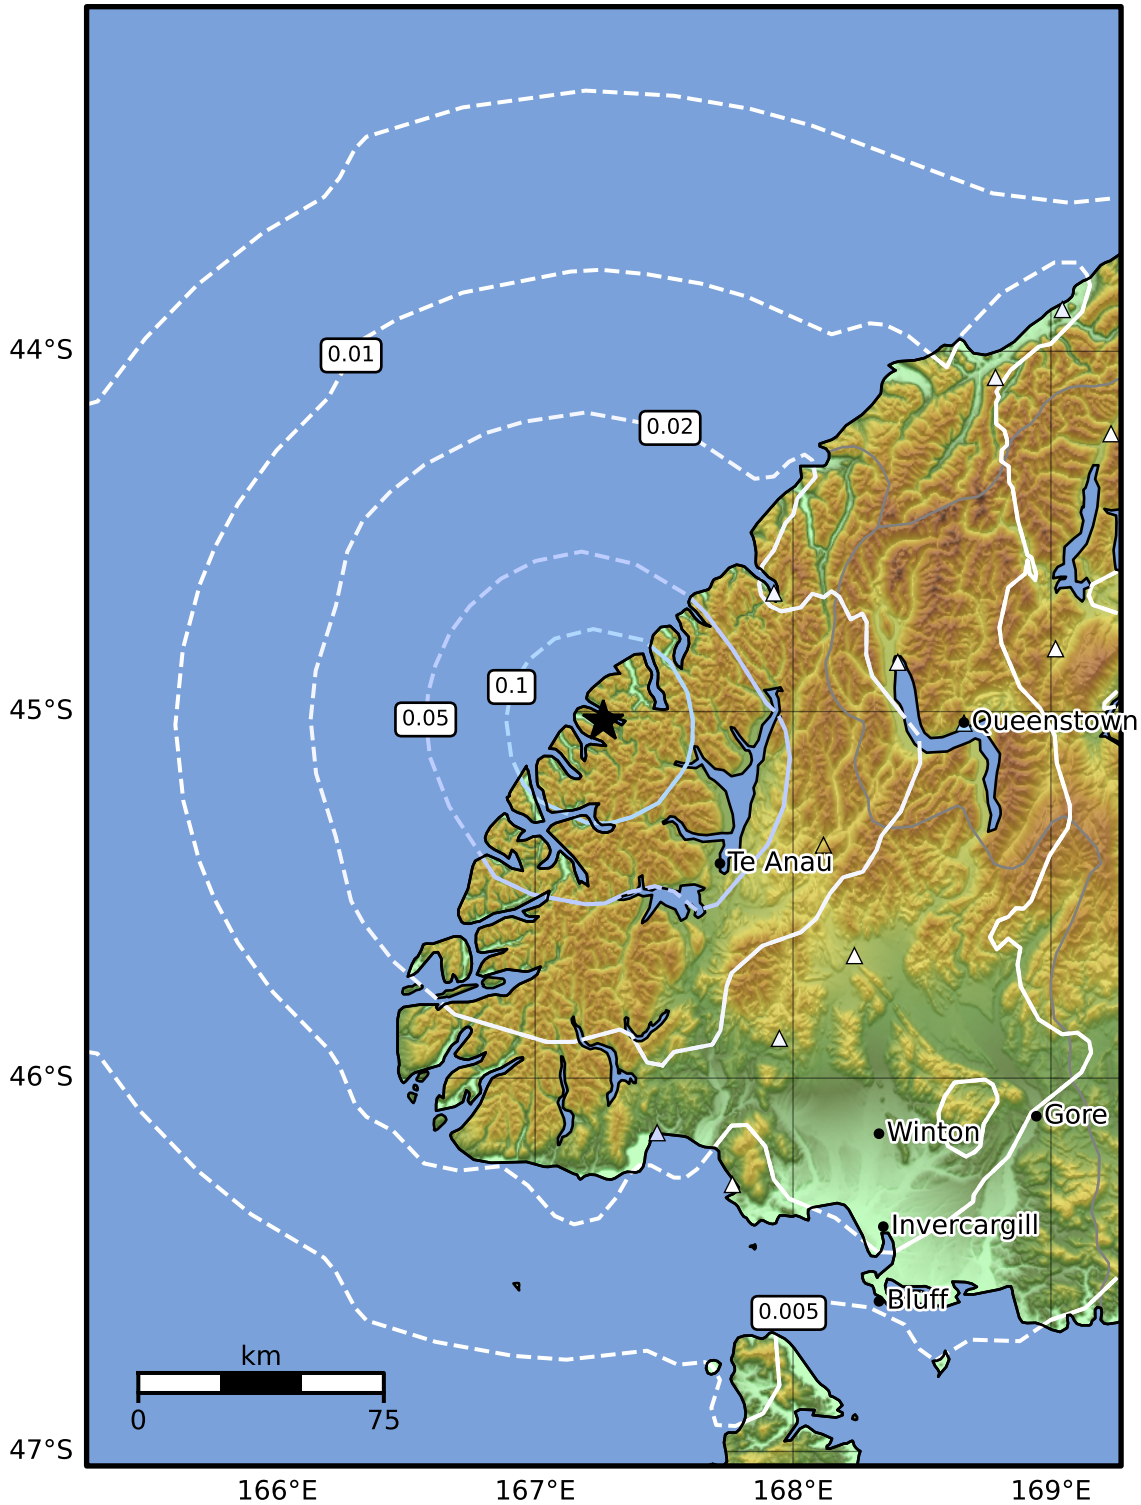 44°S
0.01
0.02
0.1
45°S
0.05
Queenstown
Te Anau
46°S
Gore
Winton
Invercargill
Bluff
0.005
km
0
75
47°S
166°E
167°E
168°E
169°E